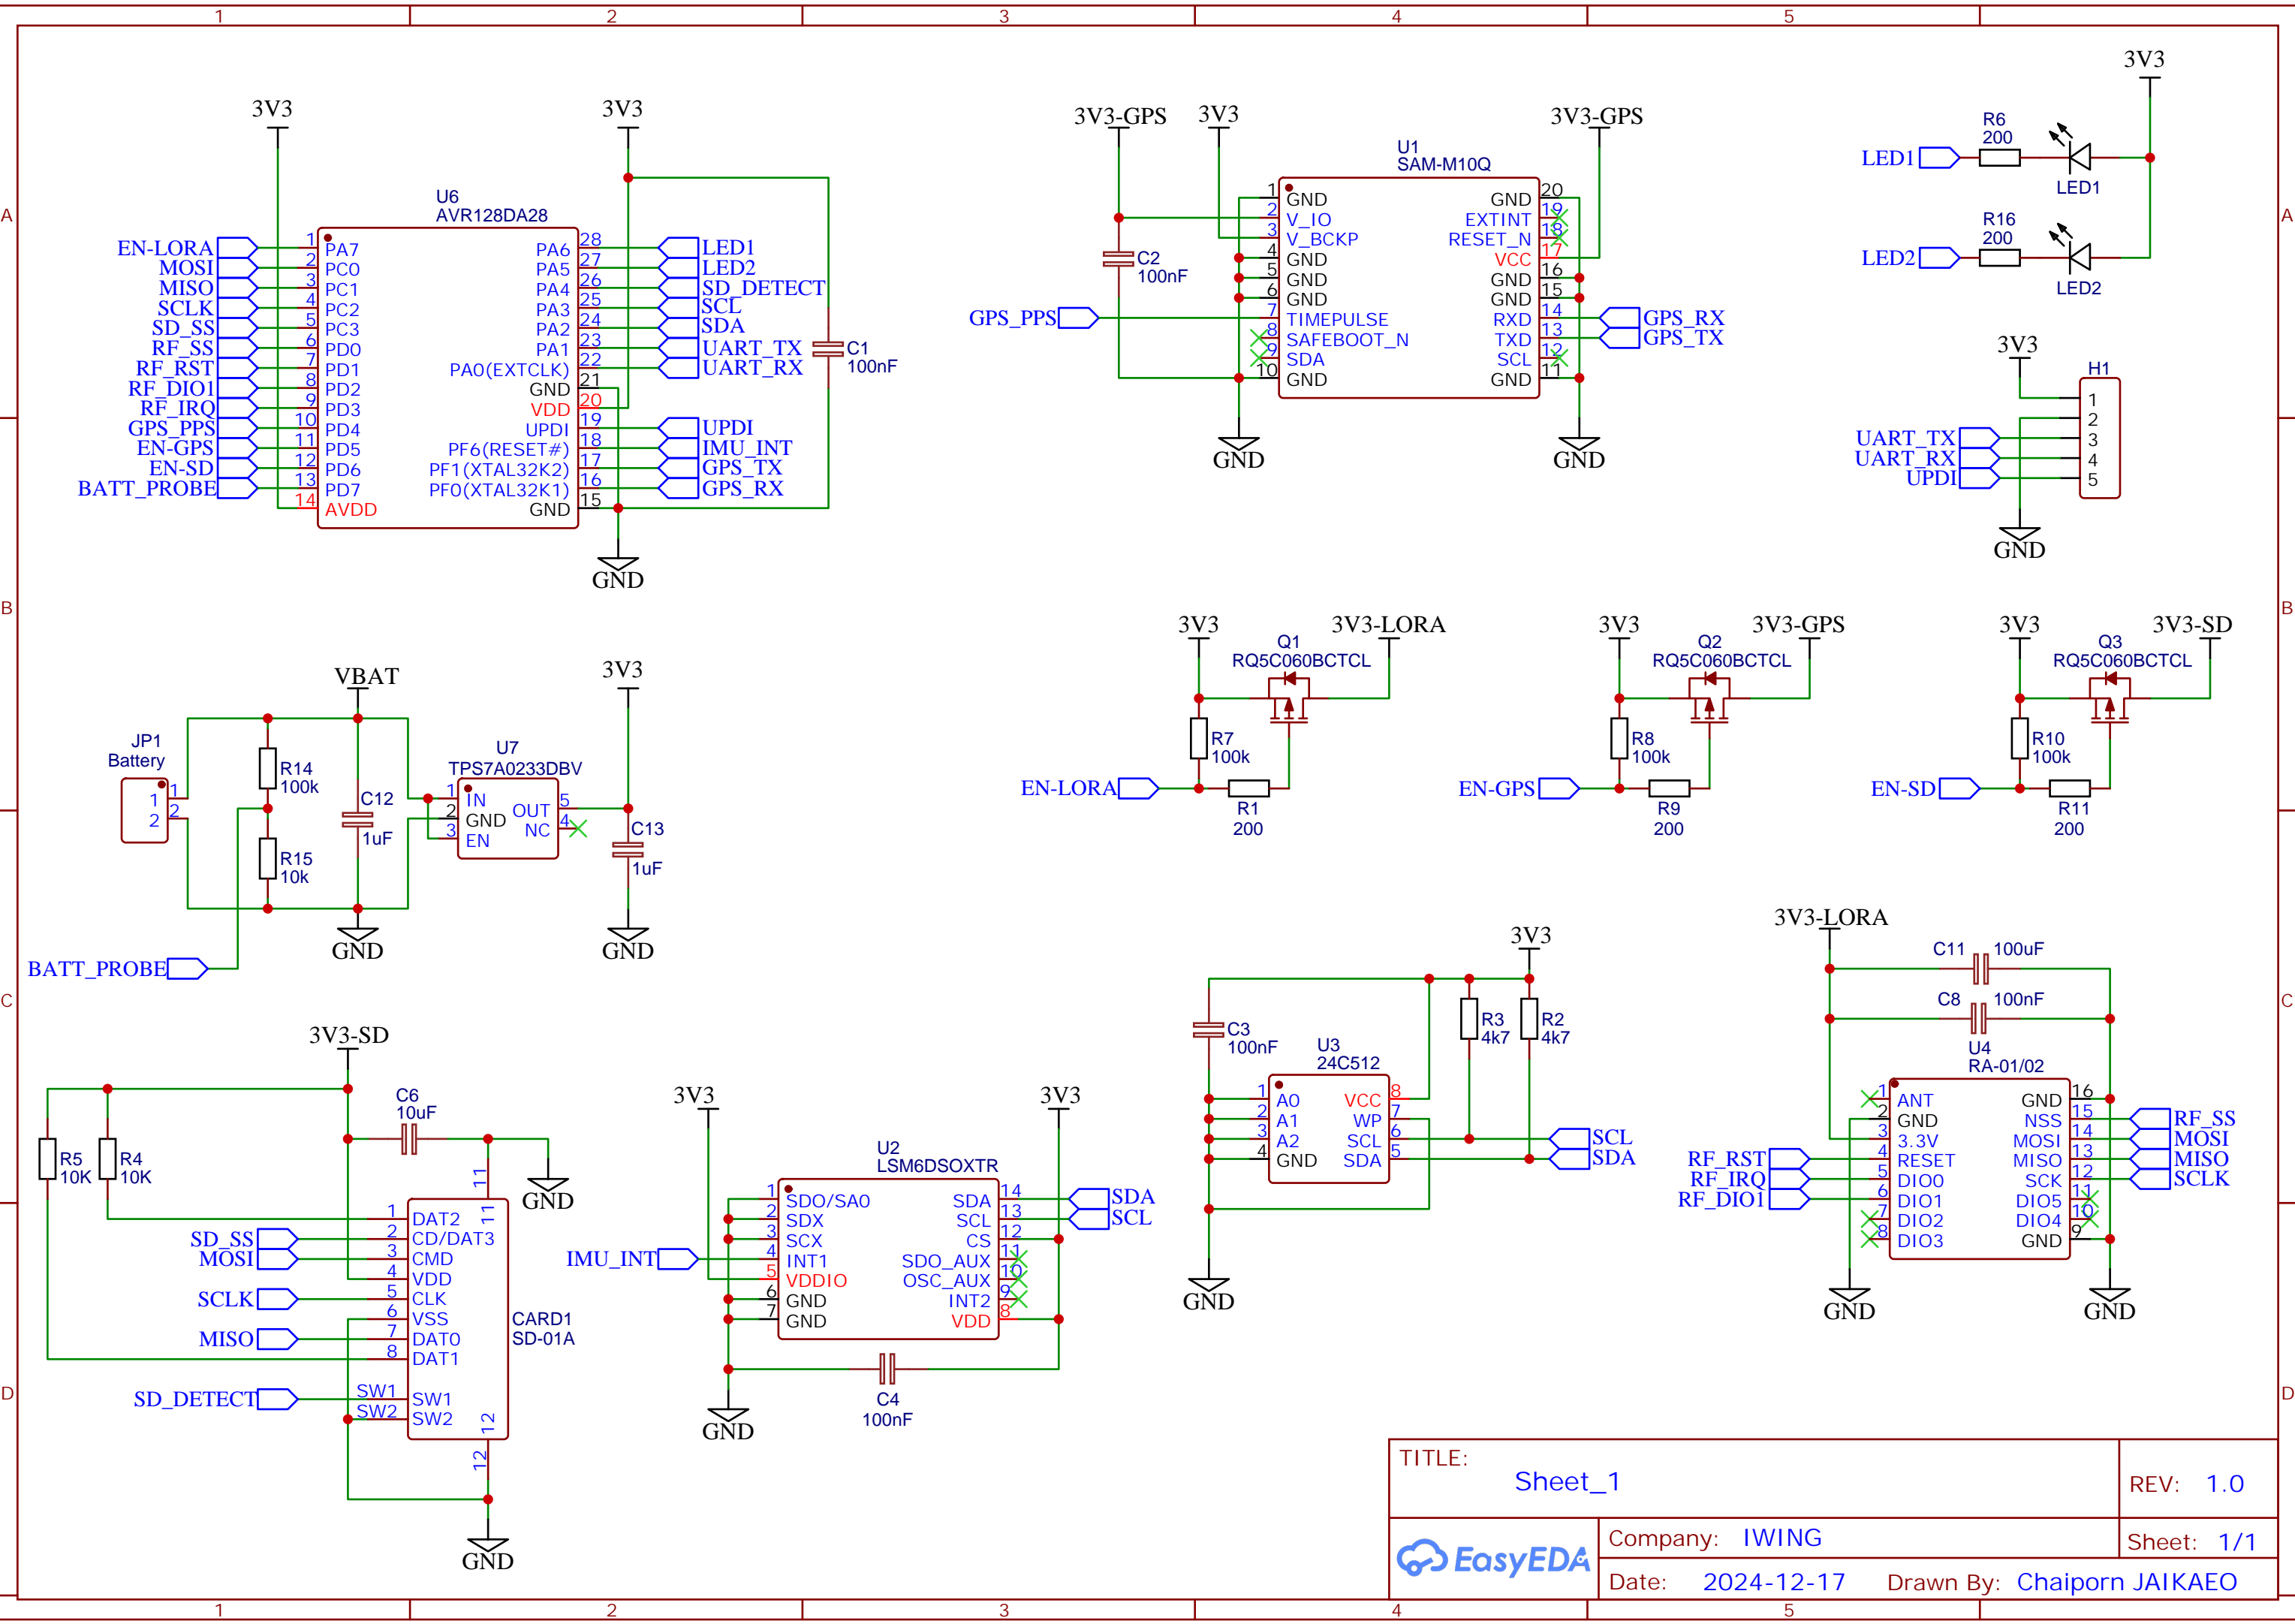 1 2 3 4 5
A
B
C
D
A
B
C
D
1 2 3 4 5
3V3
3V3
U6
AVR128DA28
EN-LORA 1 PA7
MOSI 2 PC0
MISO 3 PC1
SCLK 4 PC2
SD_SS 5 PC3
RF_SS 6 PD0
RF_RST 7 PD1
RF_DIO1 8 PD2
RF_IRQ 9 PD3
GPS_PPS 10 PD4
EN-GPS 11 PD5
EN-SD 12 PD6
BATT_PROBE 13 PD7
14 AVDD
PA6 28 LED1
PA5 27 LED2
PA4 26 SD_DETECT
PA3 25 SCL
PA2 24 SDA
PA1 23 UART_TX
PA0(EXTCLK) 22 UART_RX
GND 21
VDD 20
UPDI 19 UPDI
PF6(RESET#) 18 IMU_INT
PF1(XTAL32K2) 17 GPS_TX
PF0(XTAL32K1) 16 GPS_RX
GND 15
C1
100nF
GND
3V3-GPS
3V3
3V3-GPS
U1
SAM-M10Q
C2
100nF
GPS_PPS
1 GND
2 V_IO
3 V_BCKP
4 GND
5 GND
6 GND
7 TIMEPULSE
8 SAFEBOOT_N
9 SDA
10 GND
GND 20
EXTINT 19
RESET_N 18
VCC 17
GND 16
GND 15
RXD 14 GPS_RX
TXD 13 GPS_TX
SCL 12
GND 11
GND
GND
3V3
LED1
R6
200
LED1
LED2
R16
200
LED2
3V3
H1
1
2
UART_TX 3
UART_RX 4
UPDI 5
GND
3V3
3V3-LORA
Q1
RQ5C060BCTCL
R7
100k
EN-LORA
R1
200
3V3
3V3-GPS
Q2
RQ5C060BCTCL
R8
100k
EN-GPS
R9
200
3V3
3V3-SD
Q3
RQ5C060BCTCL
R10
100k
EN-SD
R11
200
VBAT
3V3
JP1
Battery
1 1
2 2
R14
100k
R15
10k
C12
1uF
U7
TPS7A0233DBV
1 IN
2 GND
3 EN
OUT 5
NC 4
C13
1uF
GND
GND
BATT_PROBE
3V3-SD
C6
10uF
R5
10K
R4
10K
GND
11
11
1 DAT2
SD_SS 2 CD/DAT3
MOSI 3 CMD
4 VDD
SCLK 5 CLK
6 VSS
MISO 7 DAT0
8 DAT1
SD_DETECT SW1 SW1
SW2 SW2
12
12
CARD1
SD-01A
GND
3V3
3V3
U2
LSM6DSOXTR
1 SDO/SA0
2 SDX
3 SCX
IMU_INT 4 INT1
5 VDDIO
6 GND
7 GND
SDA 14 SDA
SCL 13 SCL
CS 12
SDO_AUX 11
OSC_AUX 10
INT2 9
VDD 8
C4
100nF
GND
3V3
C3
100nF
R3
4k7
R2
4k7
U3
24C512
1 A0
2 A1
3 A2
4 GND
VCC 8
WP 7
SCL 6 SCL
SDA 5 SDA
GND
3V3-LORA
C11 100uF
C8 100nF
U4
RA-01/02
1 ANT
2 GND
3 3.3V
RF_RST 4 RESET
RF_IRQ 5 DIO0
RF_DIO1 6 DIO1
7 DIO2
8 DIO3
GND 16
NSS 15 RF_SS
MOSI 14 MOSI
MISO 13 MISO
SCK 12 SCLK
DIO5 11
DIO4 10
GND 9
GND
GND
TITLE:
Sheet_1
REV: 1.0
EasyEDA
Company: IWING
Sheet: 1/1
Date: 2024-12-17
Drawn By: Chaiporn JAIKAEO